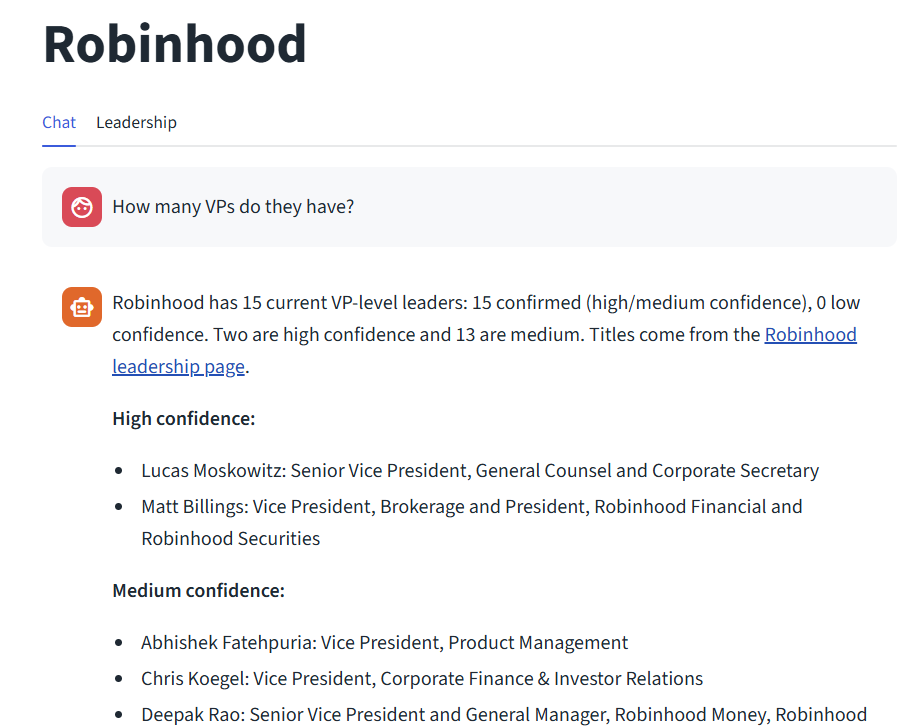 Robinhood
Chat Leadership
How many VPs do they have?
Robinhood has 15 current VP-level leaders: 15 confirmed (high/medium confidence), 0 low
confidence. Two are high confidence and 13 are medium. Titles come from the Robinhood
leadership page.
High confidence:
• Lucas Moskowitz: Senior Vice President, General Counsel and Corporate Secretary
• Matt Billings: Vice President, Brokerage and President, Robinhood Financial and
Robinhood Securities
Medium confidence:
• Abhishek Fatehpuria: Vice President, Product Management
• Chris Koegel: Vice President, Corporate Finance & Investor Relations
• Deepak Rao: Senior Vice President and General Manager, Robinhood Money, Robinhood